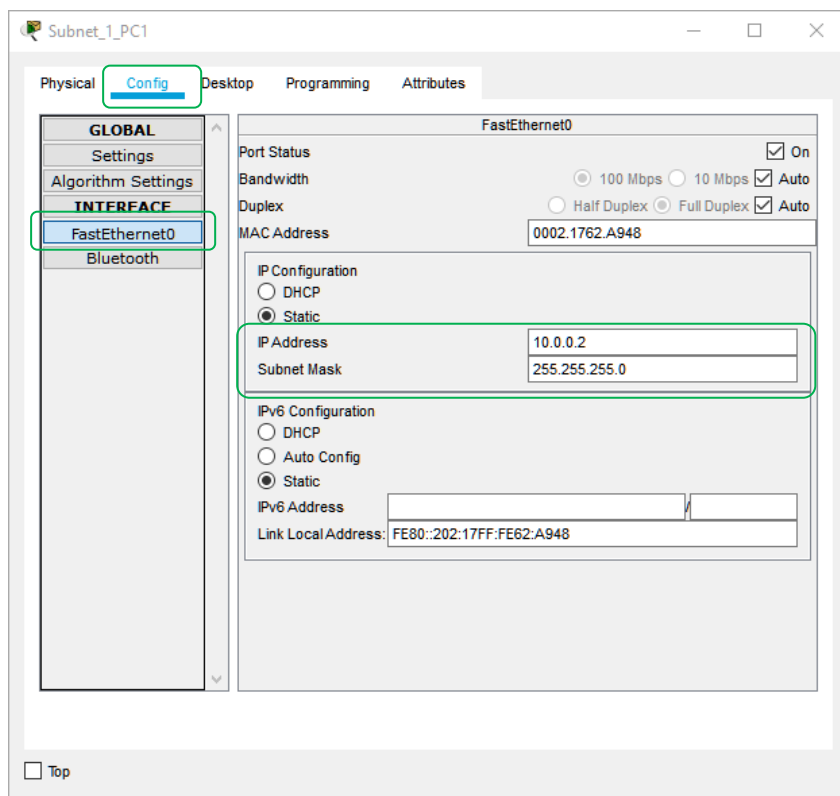 Subnet_1_PC1
Physical Config Desktop Programming Attributes
GLOBAL
Settings
Algorithm Settings
INTERFACE
FastEthernet0
Bluetooth
FastEthernet0
Port Status On
Bandwidth 100 Mbps 10 Mbps Auto
Duplex Half Duplex Full Duplex Auto
MAC Address 0002.1762.A948
IP Configuration
DHCP
Static
IP Address 10.0.0.2
Subnet Mask 255.255.255.0
IPv6 Configuration
DHCP
Auto Config
Static
IPv6 Address /
Link Local Address: FE80::202:17FF:FE62:A948
Top